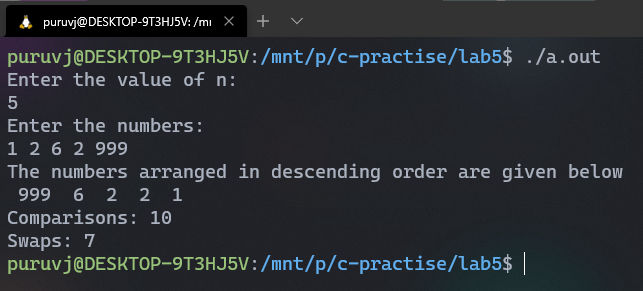 puruvj@DESKTOP-9T3HJ5V: /mn
puruvj@DESKTOP-9T3HJ5V:/mnt/p/c-practise/lab5$ ./a.out
Enter the value of n:
5
Enter the numbers:
1 2 6 2 999
The numbers arranged in descending order are given below
999 6 2 2 1
Comparisons: 10
Swaps: 7
puruvj@DESKTOP-9T3HJ5V:/mnt/p/c-practise/lab5$